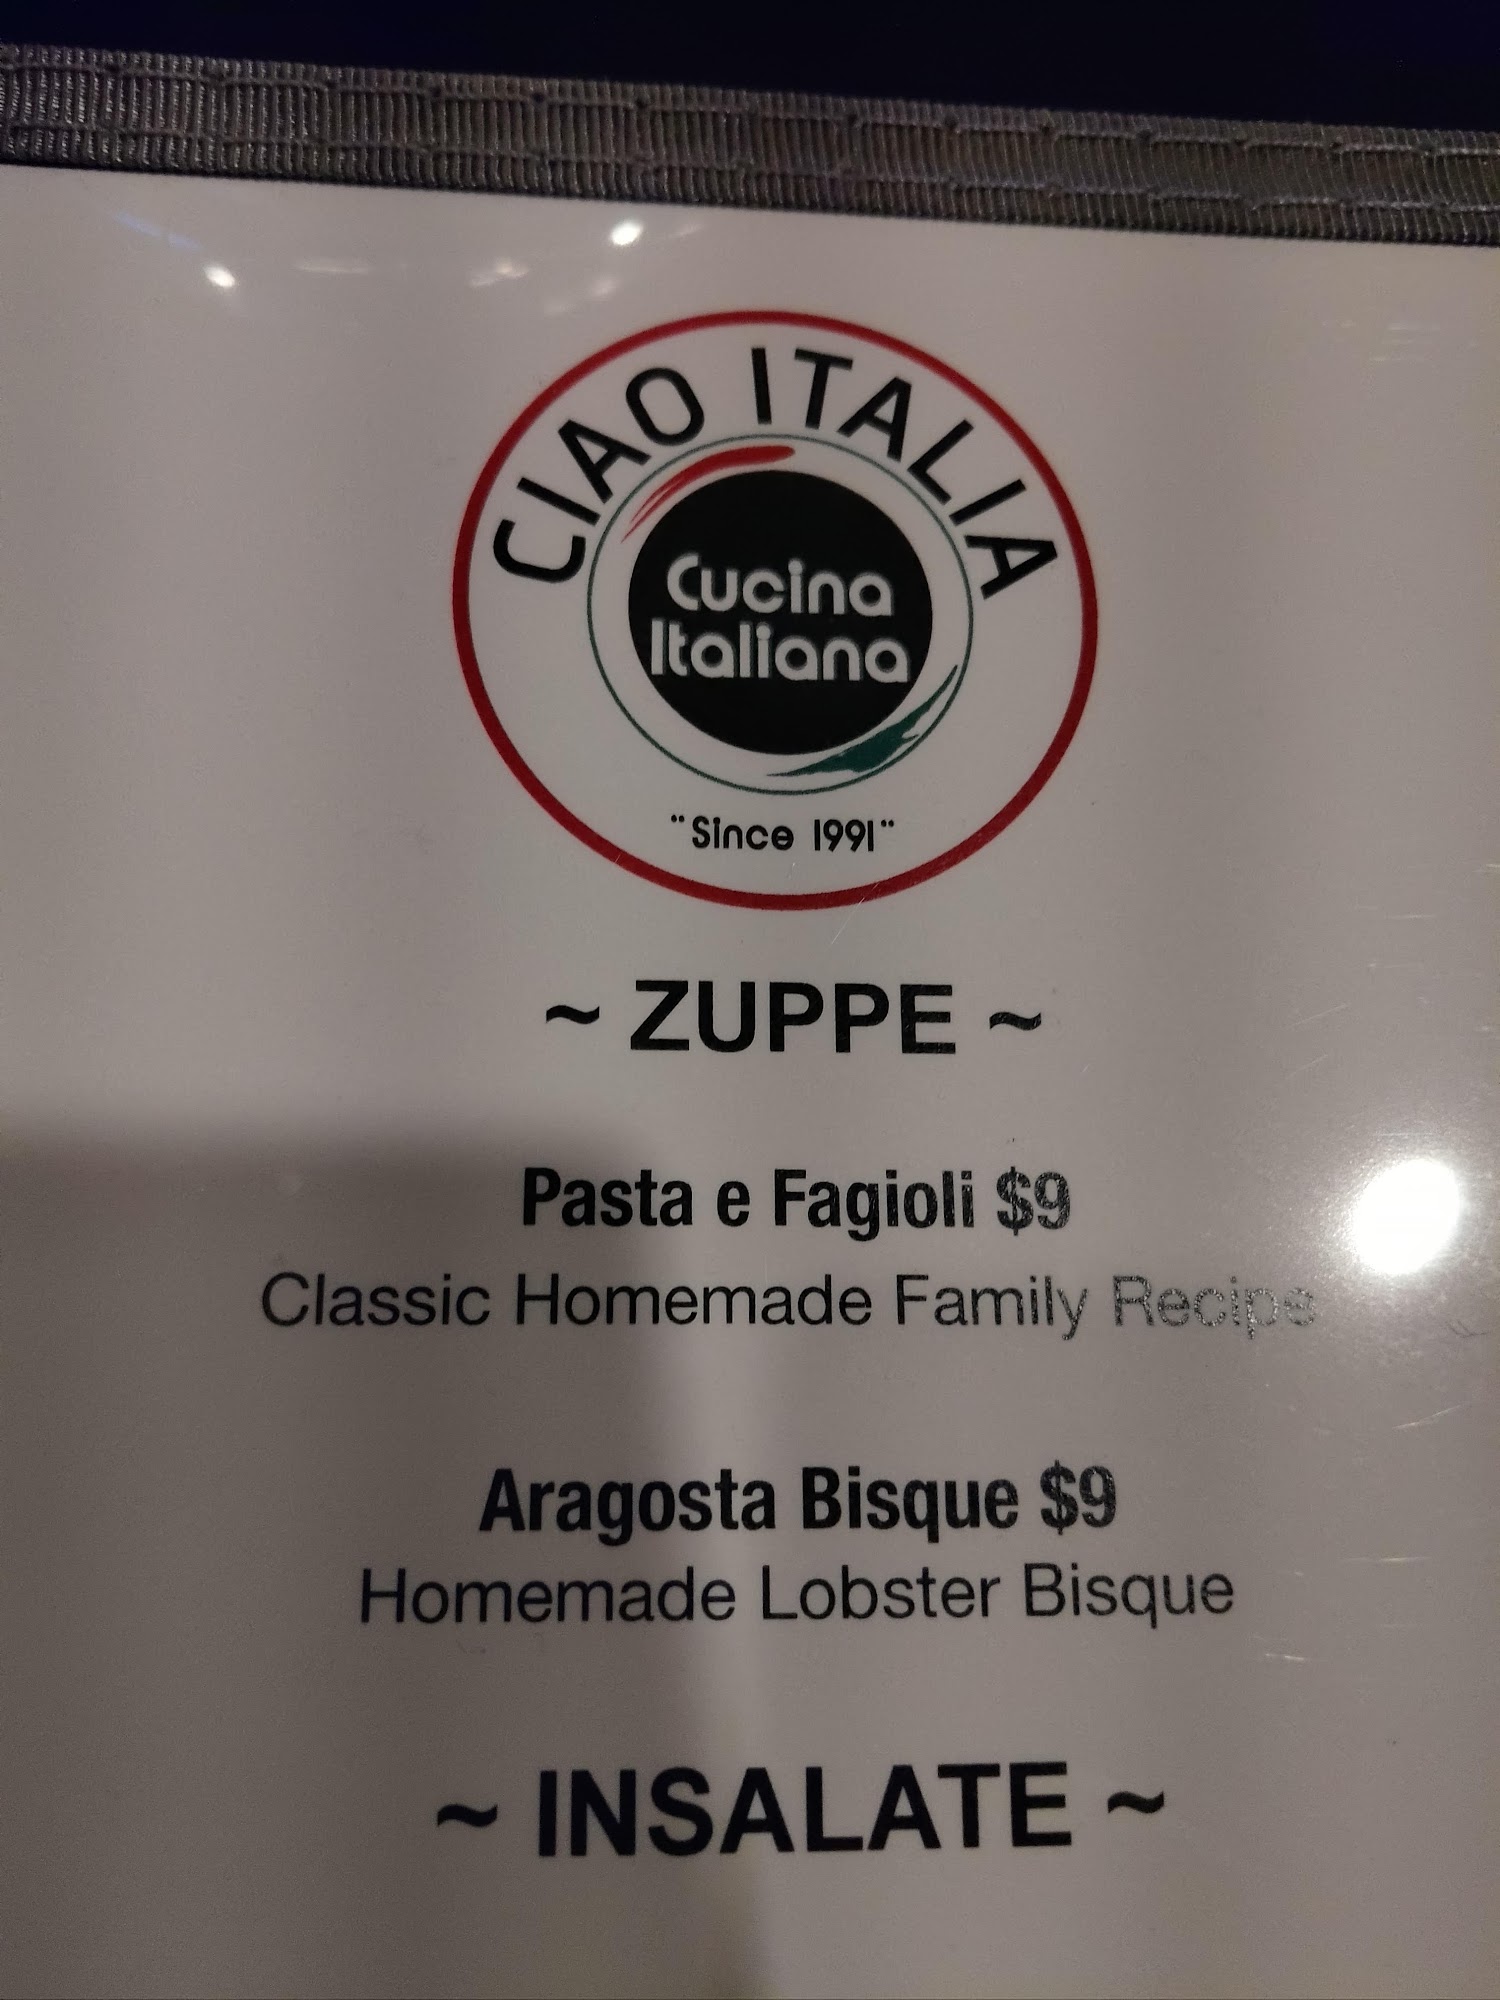 CIAO ITALIA
Cucina
Italiana
"Since 1991"
~ ZUPPE ~
Pasta e Fagioli $9
Classic Homemade Family Recipe
Aragosta Bisque $9
Homemade Lobster Bisque
~ INSALATE ~